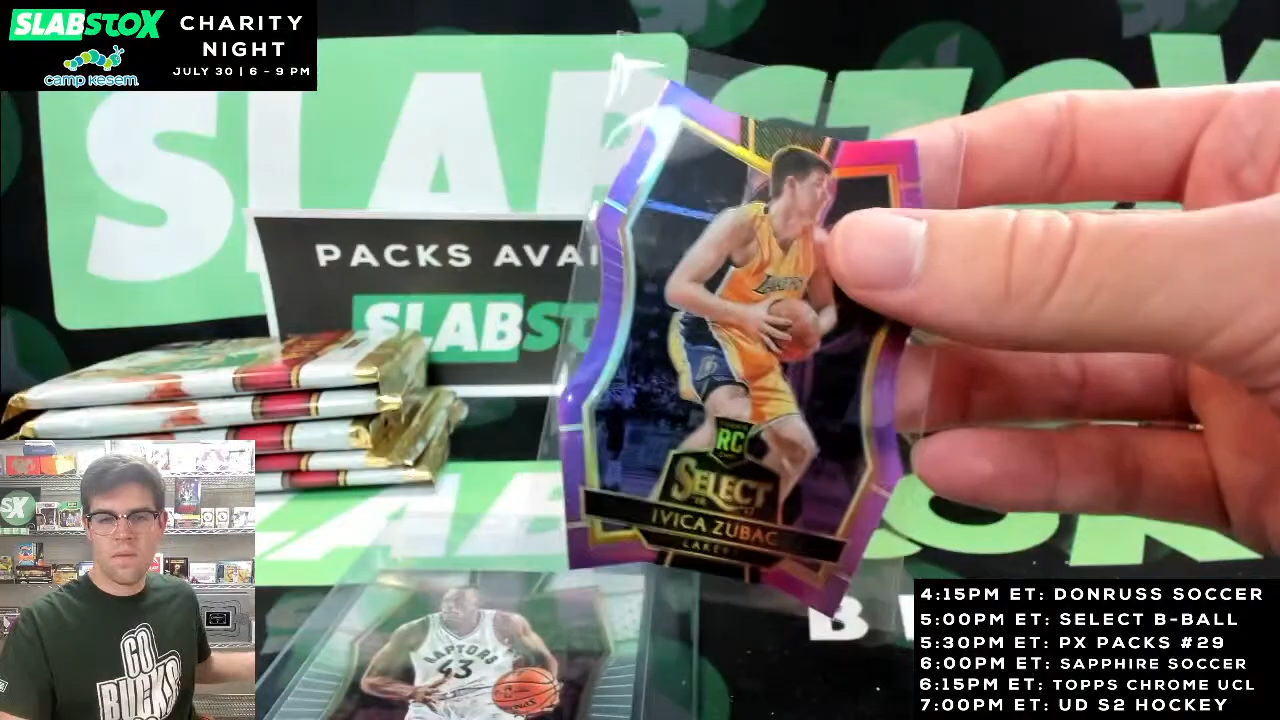 SLABSTOX
CHARITY
NIGHT
camp kesem
JULY 30 | 6 - 9 PM
PACKS AVAI
SLABST
LAKERS
RC
SELECT
IVICA ZUBAC
LAKE
RAPTORS
43
SX
GO
BUCKS
4:15PM ET: DONRUSS SOCCER
5:00PM ET: SELECT B-BALL
5:30PM ET: PX PACKS #29
6:00PM ET: SAPPHIRE SOCCER
6:15PM ET: TOPPS CHROME UCL
7:00PM ET: UD S2 HOCKEY